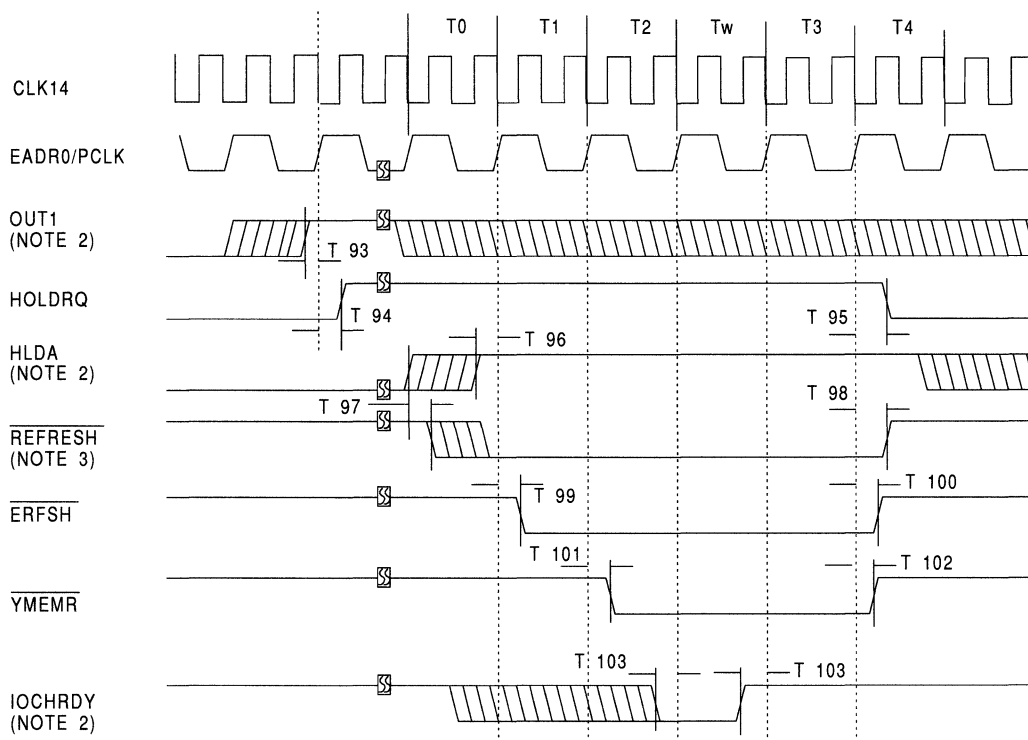 T0 T1 T2 Tw T3 T4
CLK14
EADR0/PCLK
OUT1
(NOTE 2)
T 93
HOLDRQ
T 94
T 95
HLDA
(NOTE 2)
T 96
T 97
T 98
REFRESH
(NOTE 3)
T 99
T 100
ERFSH
T 101
T 102
YMEMR
T 103
T 103
IOCHRDY
(NOTE 2)